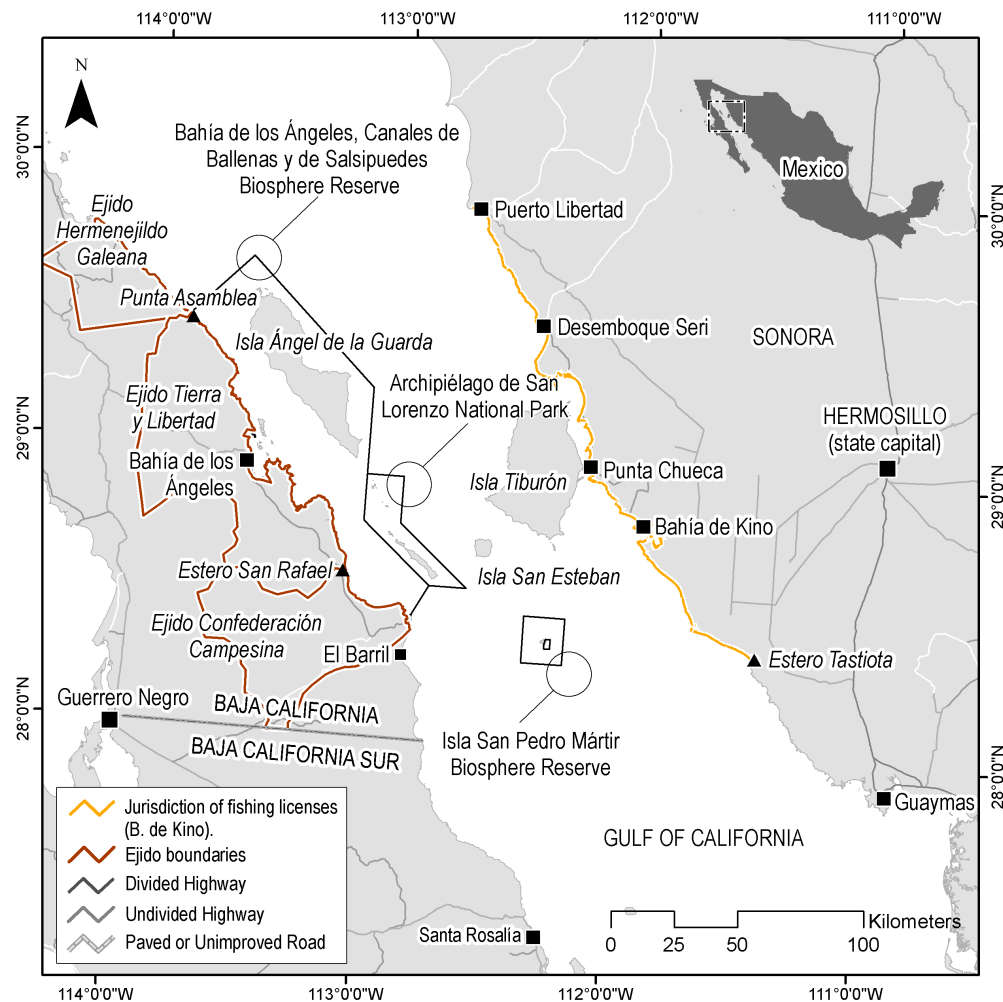 114°0'0"W
113°0'0"W
112°0'0"W
111°0'0"W
N
30°0'0"N
29°0'0"N
28°0'0"N
30°0'0"N
29°0'0"N
28°0'0"N
Bahía de los Ángeles, Canales de
Ballenas y de Salsipuedes
Biosphere Reserve
Mexico
Ejido
Hermenejildo
Galeana
Puerto Libertad
Punta Asamblea
Desemboque Seri
Isla Ángel de la Guarda
SONORA
Archipiélago de San
Lorenzo National Park
Ejido Tierra
y Libertad
HERMOSILLO
(state capital)
Bahía de los
Ángeles
Isla Tiburón
Punta Chueca
Bahía de Kino
Estero San Rafael
Isla San Esteban
Ejido Confederación
Campesina
El Barril
Estero Tastiota
Guerrero Negro
BAJA CALIFORNIA
BAJA CALIFORNIA SUR
Isla San Pedro Mártir
Biosphere Reserve
Guaymas
GULF OF CALIFORNIA
Jurisdiction of fishing licenses
(B. de Kino).
Ejido boundaries
Divided Highway
Undivided Highway
Paved or Unimproved Road
Santa Rosalía
Kilometers
0 25 50 100
114°0'0"W
113°0'0"W
112°0'0"W
111°0'0"W